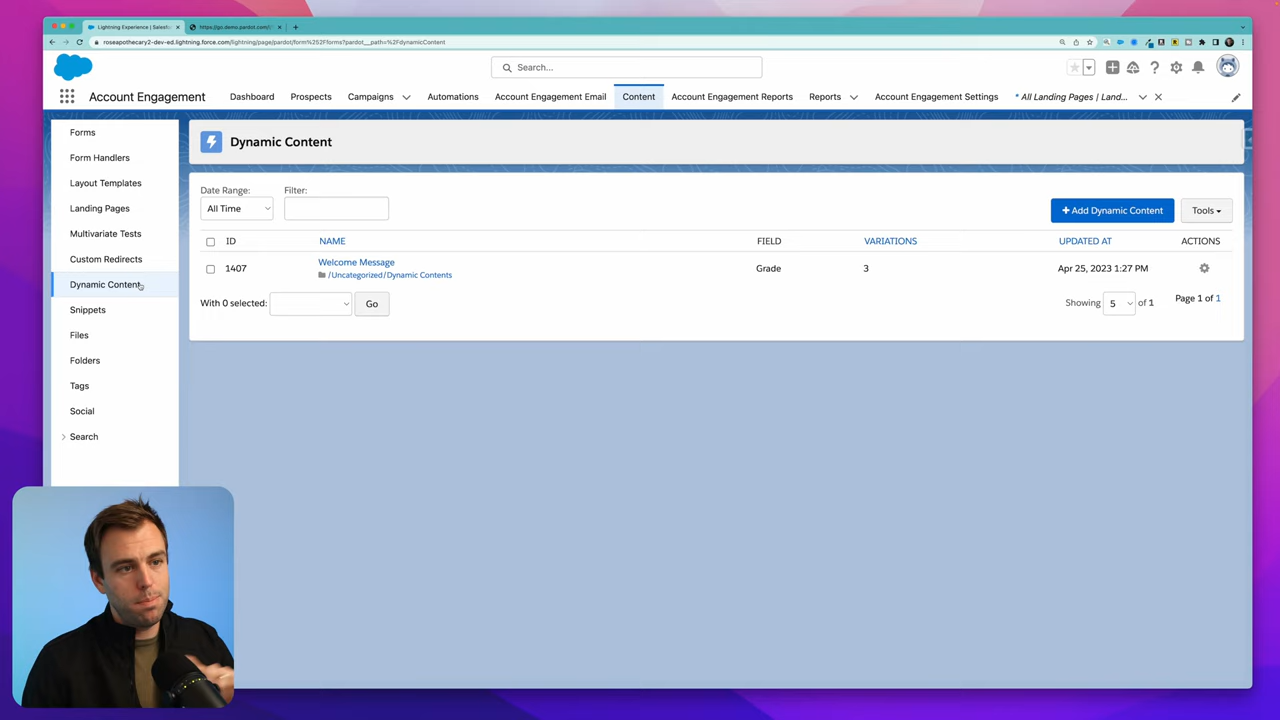 Lightning Experience | Salesf
https://go.demo.pardot.com/
roseapothecary2-dev-ed.lightning.force.com/lightning/page/pardot/form%252Fforms?pardot__path=%2FdynamicContent
Search...
Account Engagement
Dashboard
Prospects
Campaigns
Automations
Account Engagement Email
Content
Account Engagement Reports
Reports
Account Engagement Settings
* All Landing Pages | Land...
Forms
Form Handlers
Layout Templates
Landing Pages
Multivariate Tests
Custom Redirects
Dynamic Content
Snippets
Files
Folders
Tags
Social
Search
Dynamic Content
Date Range:
Filter:
All Time
+ Add Dynamic Content
Tools
ID
NAME
FIELD
VARIATIONS
UPDATED AT
ACTIONS
1407
Welcome Message
/Uncategorized/Dynamic Contents
Grade
3
Apr 25, 2023 1:27 PM
With 0 selected:
Go
Showing
5
of 1
Page 1 of 1